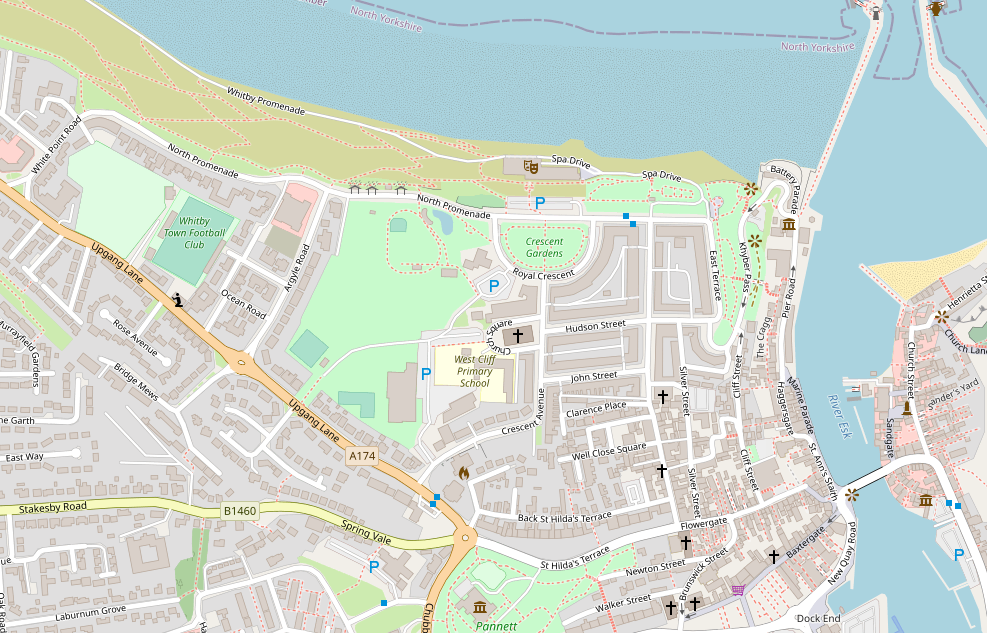 North Yorkshire
North Yorkshire
Whitby Promenade
White Point Road
North Promenade
Spa Drive
Spa Drive
Battery Parade
North Promenade
Whitby
Town Football
Club
Crescent
Gardens
Royal Crescent
East Terrace
Khyber Pass
Pier Road
Upgang Lane
Argyle Road
Ocean Road
Rose Avenue
Bridge Mews
Murrayfield Gardens
Church Square
Hudson Street
West Cliff
Primary
School
John Street
Clarence Place
Crescent Avenue
Well Close Square
Silver Street
Silver Street
Cliff Street
Cliff Street
The Cragg
Haggersgate
Marine Parade
St. Ann's Staith
River Esk
Church Street
Sandgate
Henrietta St
Church Lane
Sander's Yard
Upgang Lane
A174
he Garth
East Way
Stakesby Road
B1460
Spring Vale
Back St Hilda's Terrace
St Hilda's Terrace
Flowergate
Newton Street
Walker Street
Brunswick Street
Baxtergate
New Quay Road
Dock End
Laburnum Grove
Oak Road
Chubb
Pannett